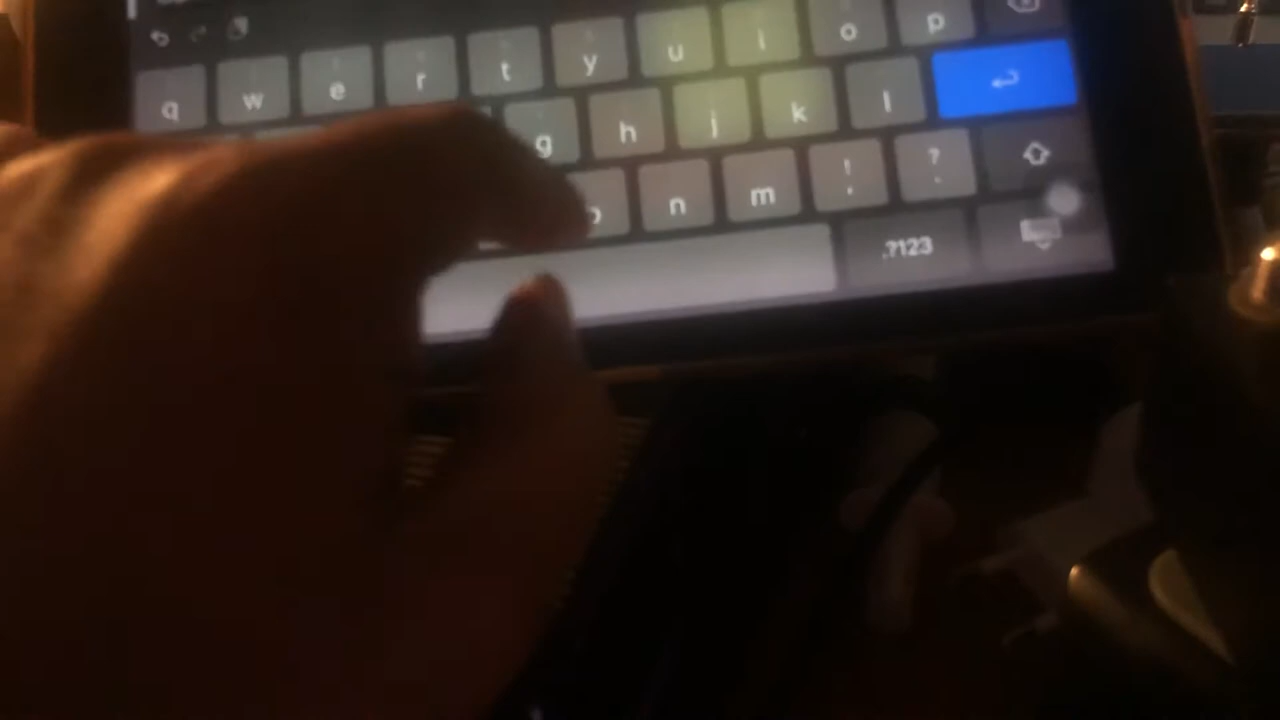 q w e r t y u i o p
g h j k l
b n m ! , ? .
.?123